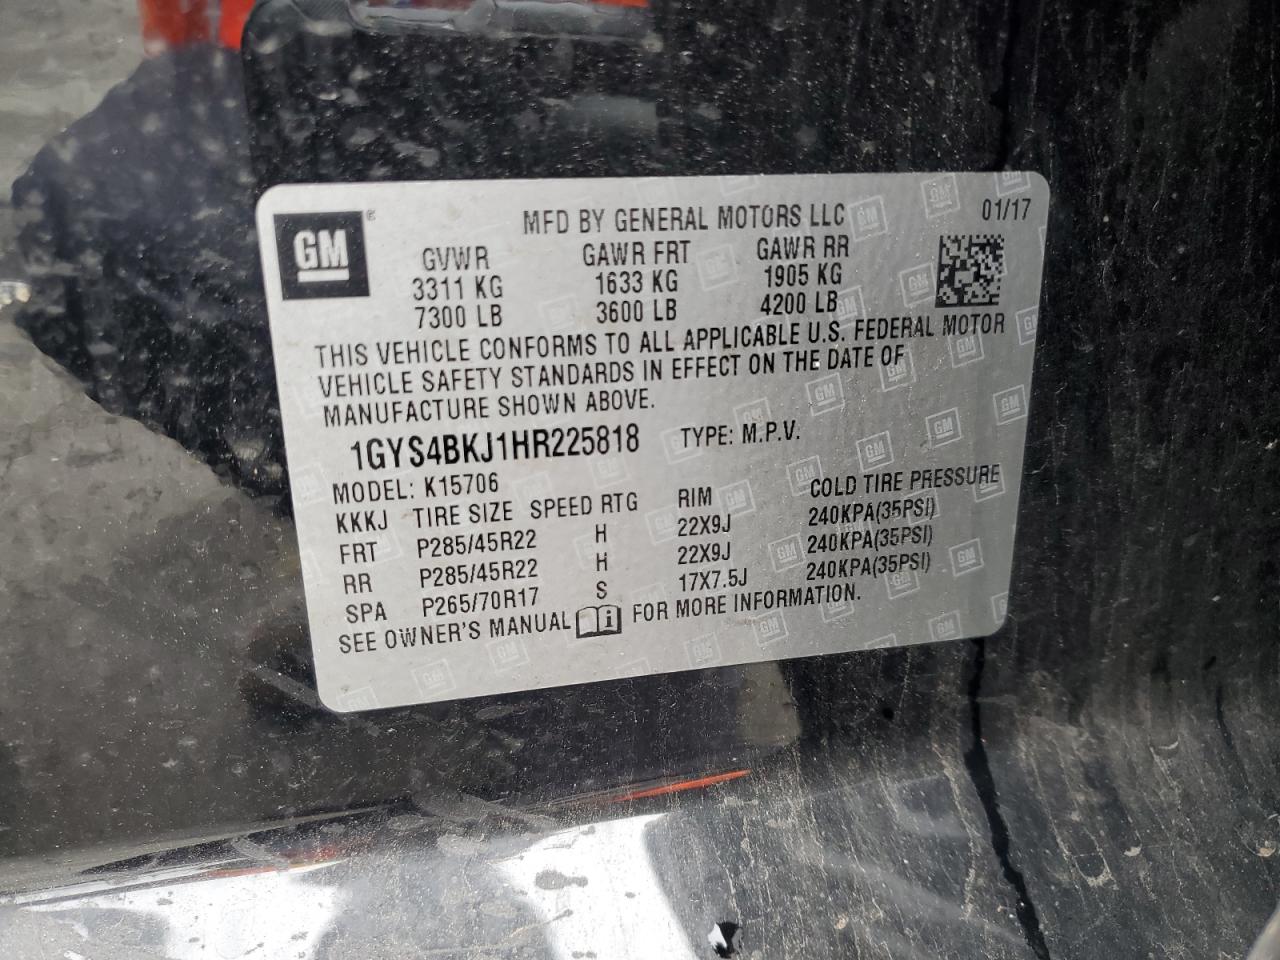 GM
MFD BY GENERAL MOTORS LLC 01/17
GVWR GAWR FRT GAWR RR
3311 KG 1633 KG 1905 KG
7300 LB 3600 LB 4200 LB
THIS VEHICLE CONFORMS TO ALL APPLICABLE U.S. FEDERAL MOTOR
VEHICLE SAFETY STANDARDS IN EFFECT ON THE DATE OF
MANUFACTURE SHOWN ABOVE.
1GYS4BKJ1HR225818 TYPE: M.P.V.
MODEL: K15706
KKKJ TIRE SIZE SPEED RTG RIM COLD TIRE PRESSURE
FRT P285/45R22 H 22X9J 240KPA(35PSI)
RR P285/45R22 H 22X9J 240KPA(35PSI)
SPA P265/70R17 S 17X7.5J 240KPA(35PSI)
SEE OWNER'S MANUAL i FOR MORE INFORMATION.